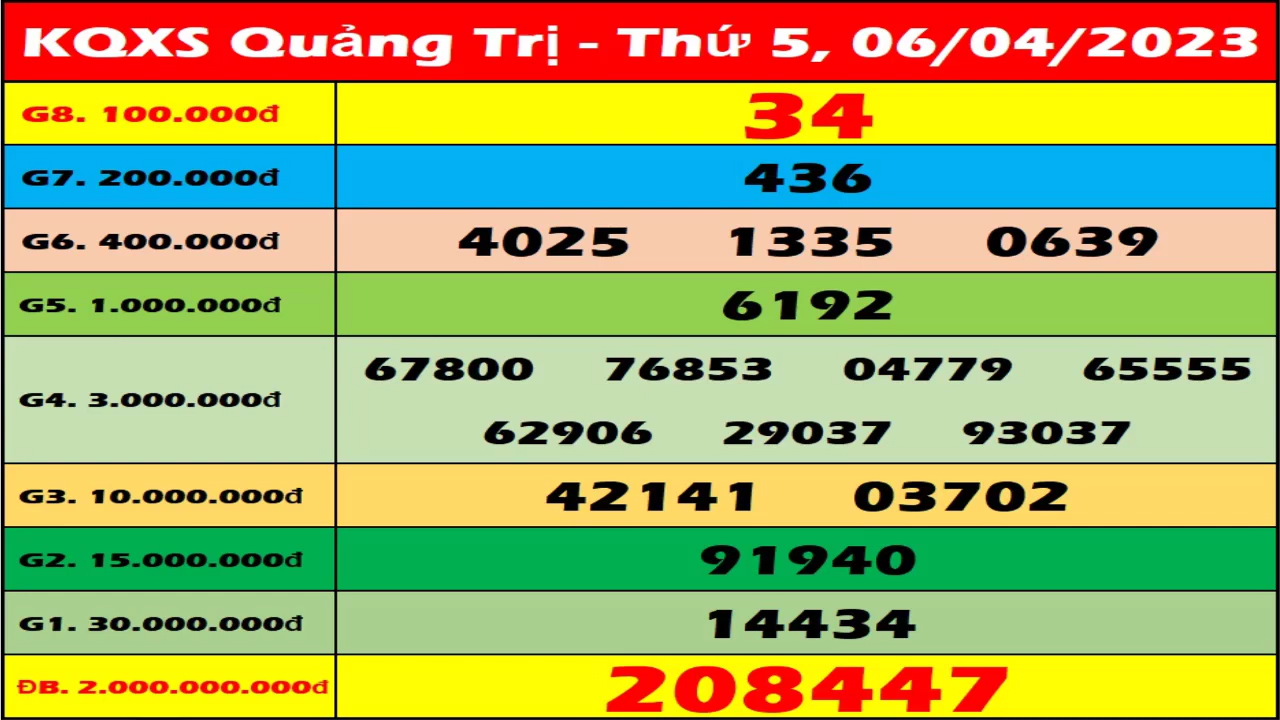 KQXS Quảng Trị - Thứ 5, 06/04/2023
G8. 100.000đ 34
G7. 200.000đ 436
G6. 400.000đ 4025 1335 0639
G5. 1.000.000đ 6192
G4. 3.000.000đ 67800 76853 04779 65555
62906 29037 93037
G3. 10.000.000đ 42141 03702
G2. 15.000.000đ 91940
G1. 30.000.000đ 14434
ĐB. 2.000.000.000đ 208447